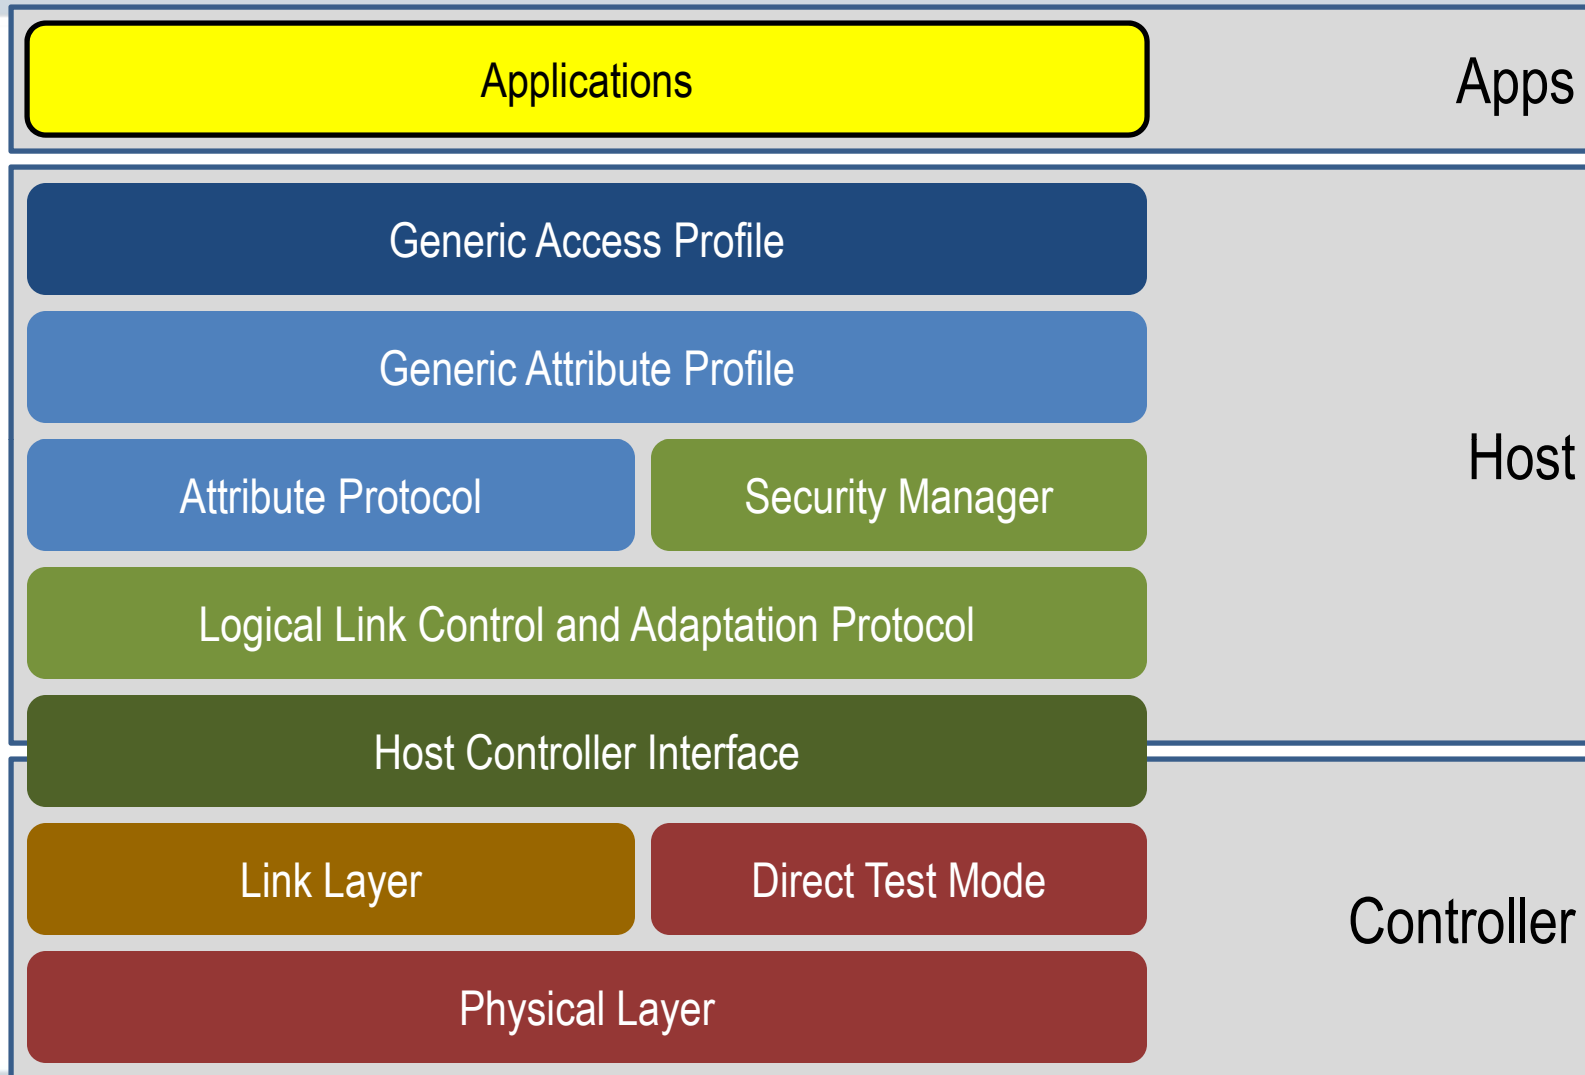 Applications
Apps
Generic Access Profile
Generic Attribute Profile
Host
Attribute Protocol
Security Manager
Logical Link Control and Adaptation Protocol
Host Controller Interface
Link Layer
Direct Test Mode
Controller
Physical Layer